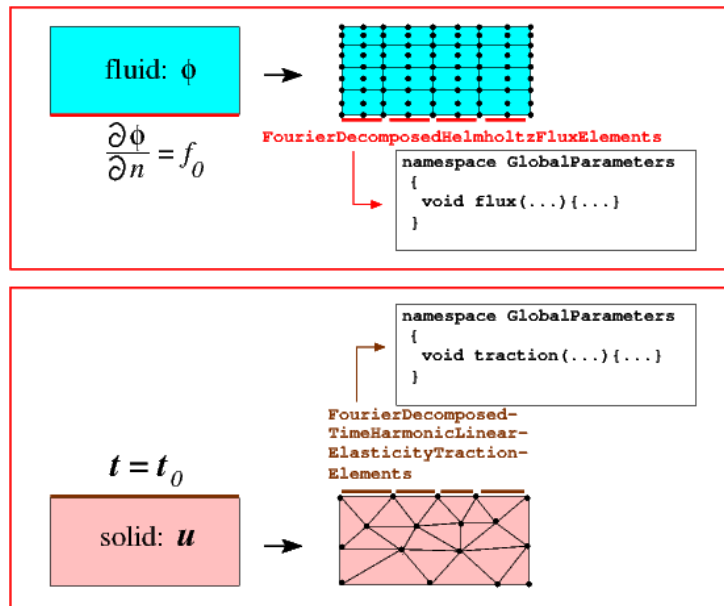 fluid: ϕ
∂ϕ/∂n = f₀
FourierDecomposedHelmholtzFluxElements
namespace GlobalParameters
{
void flux(...){...}
}
namespace GlobalParameters
{
void traction(...){...}
}
FourierDecomposed-
TimeHarmonicLinear-
ElasticityTraction-
Elements
t = t₀
solid: u